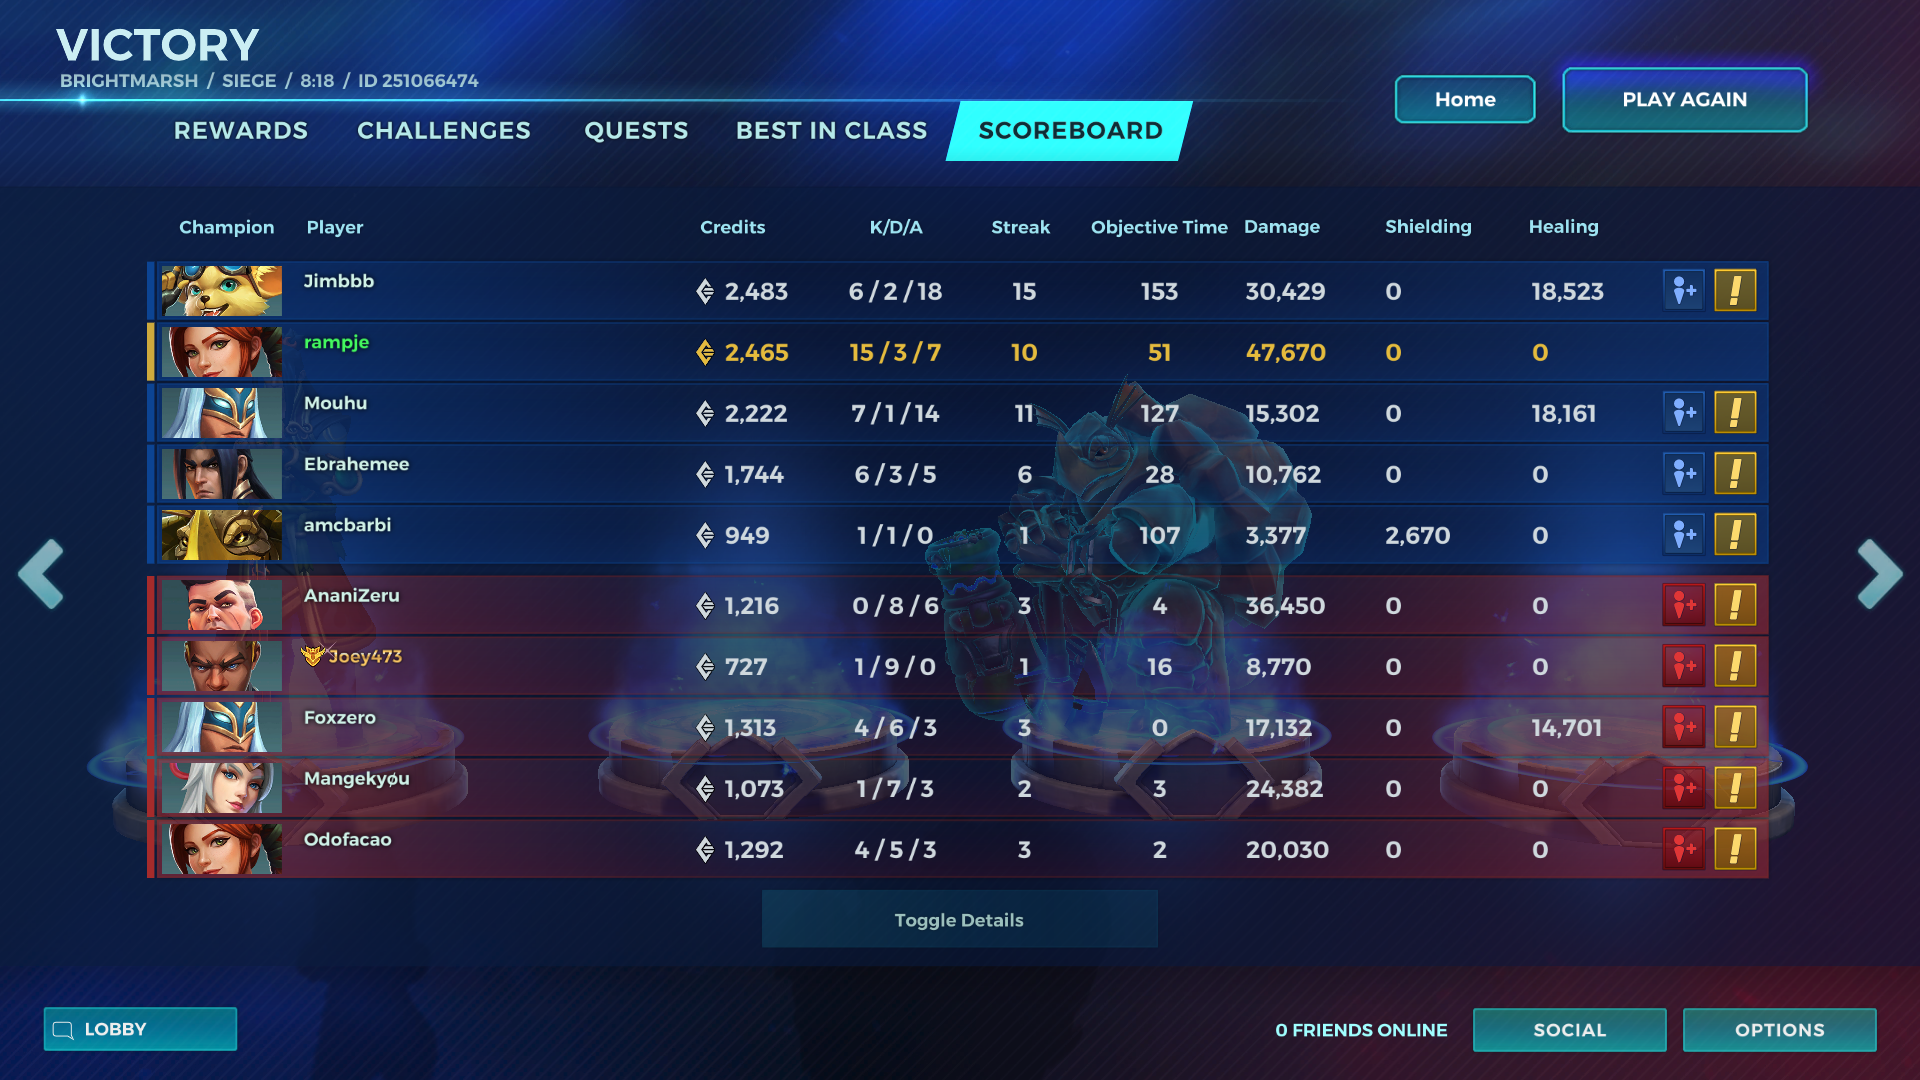 VICTORY
BRIGHTMARSH / SIEGE / 8:18 / ID 251066474
Home
PLAY AGAIN
REWARDS CHALLENGES QUESTS BEST IN CLASS SCOREBOARD
Champion Player Credits K/D/A Streak Objective Time Damage Shielding Healing
Jimbbb 2,483 6 / 2 / 18 15 153 30,429 0 18,523
rampje 2,465 15 / 3 / 7 10 51 47,670 0 0
Mouhu 2,222 7 / 1 / 14 11 127 15,302 0 18,161
Ebrahemee 1,744 6 / 3 / 5 6 28 10,762 0 0
amcbarbi 949 1 / 1 / 0 1 107 3,377 2,670 0
AnaniZeru 1,216 0 / 8 / 6 3 4 36,450 0 0
Joey473 727 1 / 9 / 0 1 16 8,770 0 0
Foxzero 1,313 4 / 6 / 3 3 0 17,132 0 14,701
Mangekyøu 1,073 1 / 7 / 3 2 3 24,382 0 0
Odofacao 1,292 4 / 5 / 3 3 2 20,030 0 0
Toggle Details
LOBBY
0 FRIENDS ONLINE
SOCIAL
OPTIONS